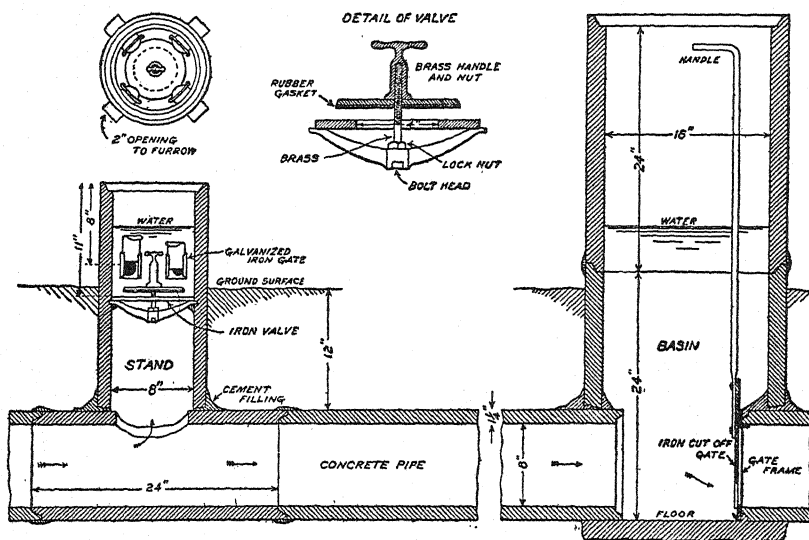 DETAIL OF VALVE
BRASS HANDLE
AND NUT
RUBBER
GASKET
2" OPENING
TO FURROW
BRASS
LOCK NUT
BOLT HEAD
HANDLE
16"
24"
WATER
8"
11"
GALVANIZED
IRON GATE
GROUND SURFACE
IRON VALVE
STAND
8"
12"
CEMENT
FILLING
WATER
BASIN
24"
1¼"
8"
IRON CUT OFF
GATE
GATE
FRAME
CONCRETE PIPE
24"
FLOOR